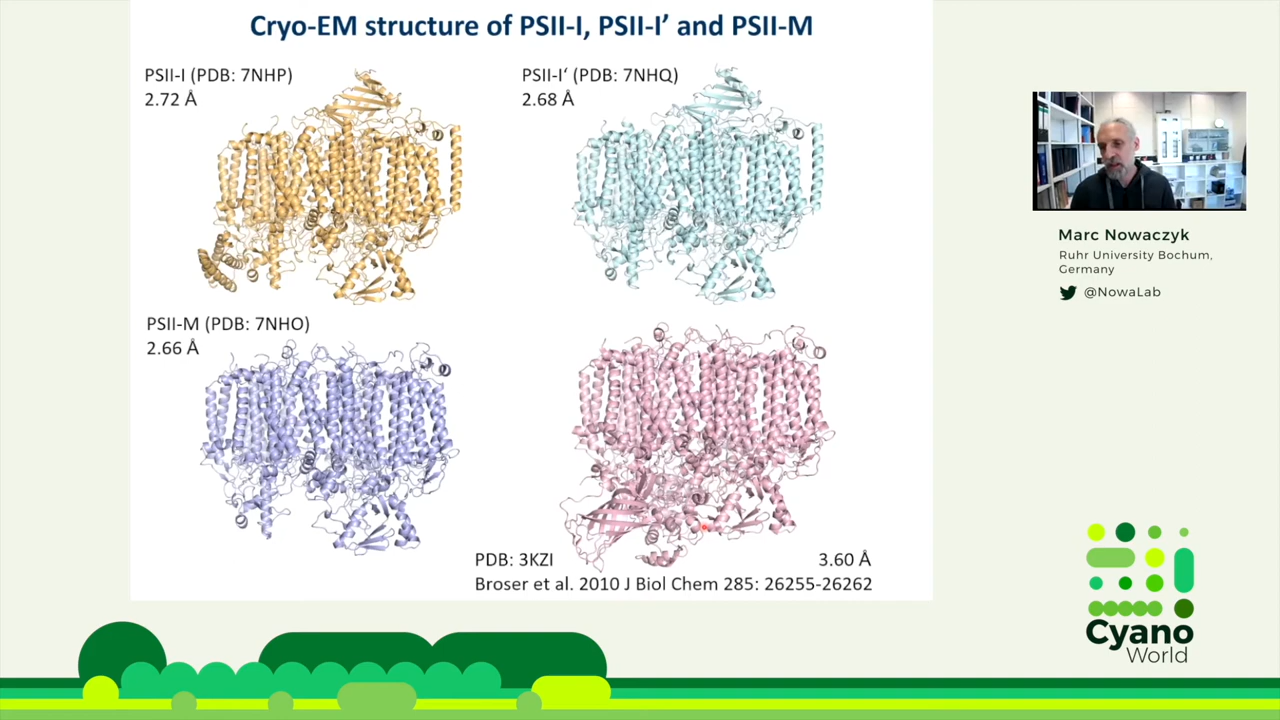 Cryo-EM structure of PSII-I, PSII-I’ and PSII-M
PSII-I (PDB: 7NHP)
2.72 Å
PSII-I‘ (PDB: 7NHQ)
2.68 Å
PSII-M (PDB: 7NHO)
2.66 Å
PDB: 3KZI 3.60 Å
Broser et al. 2010 J Biol Chem 285: 26255-26262
Marc Nowaczyk
Ruhr University Bochum,
Germany
@NowaLab
Cyano
World